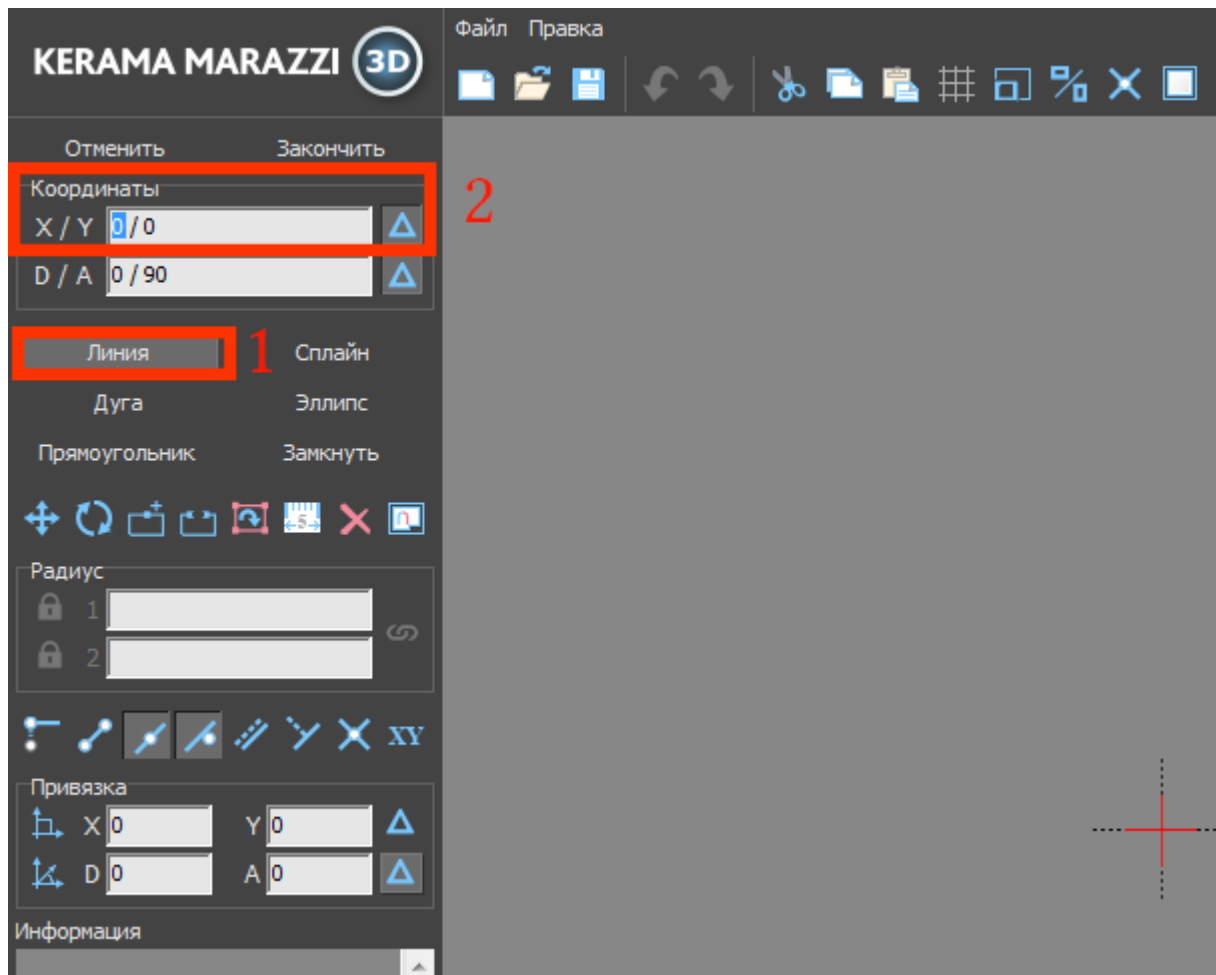 KERAMA MARAZZI 3D
Файл Правка
Отменить Закончить
Координаты
X / Y 0 / 0
2
D / A 0 / 90
Линия 1 Сплайн
Дуга Эллипс
Прямоугольник Замкнуть
5
Радиус
1
2
XY
Привязка
X 0 Y 0
D 0 A 0
Информация